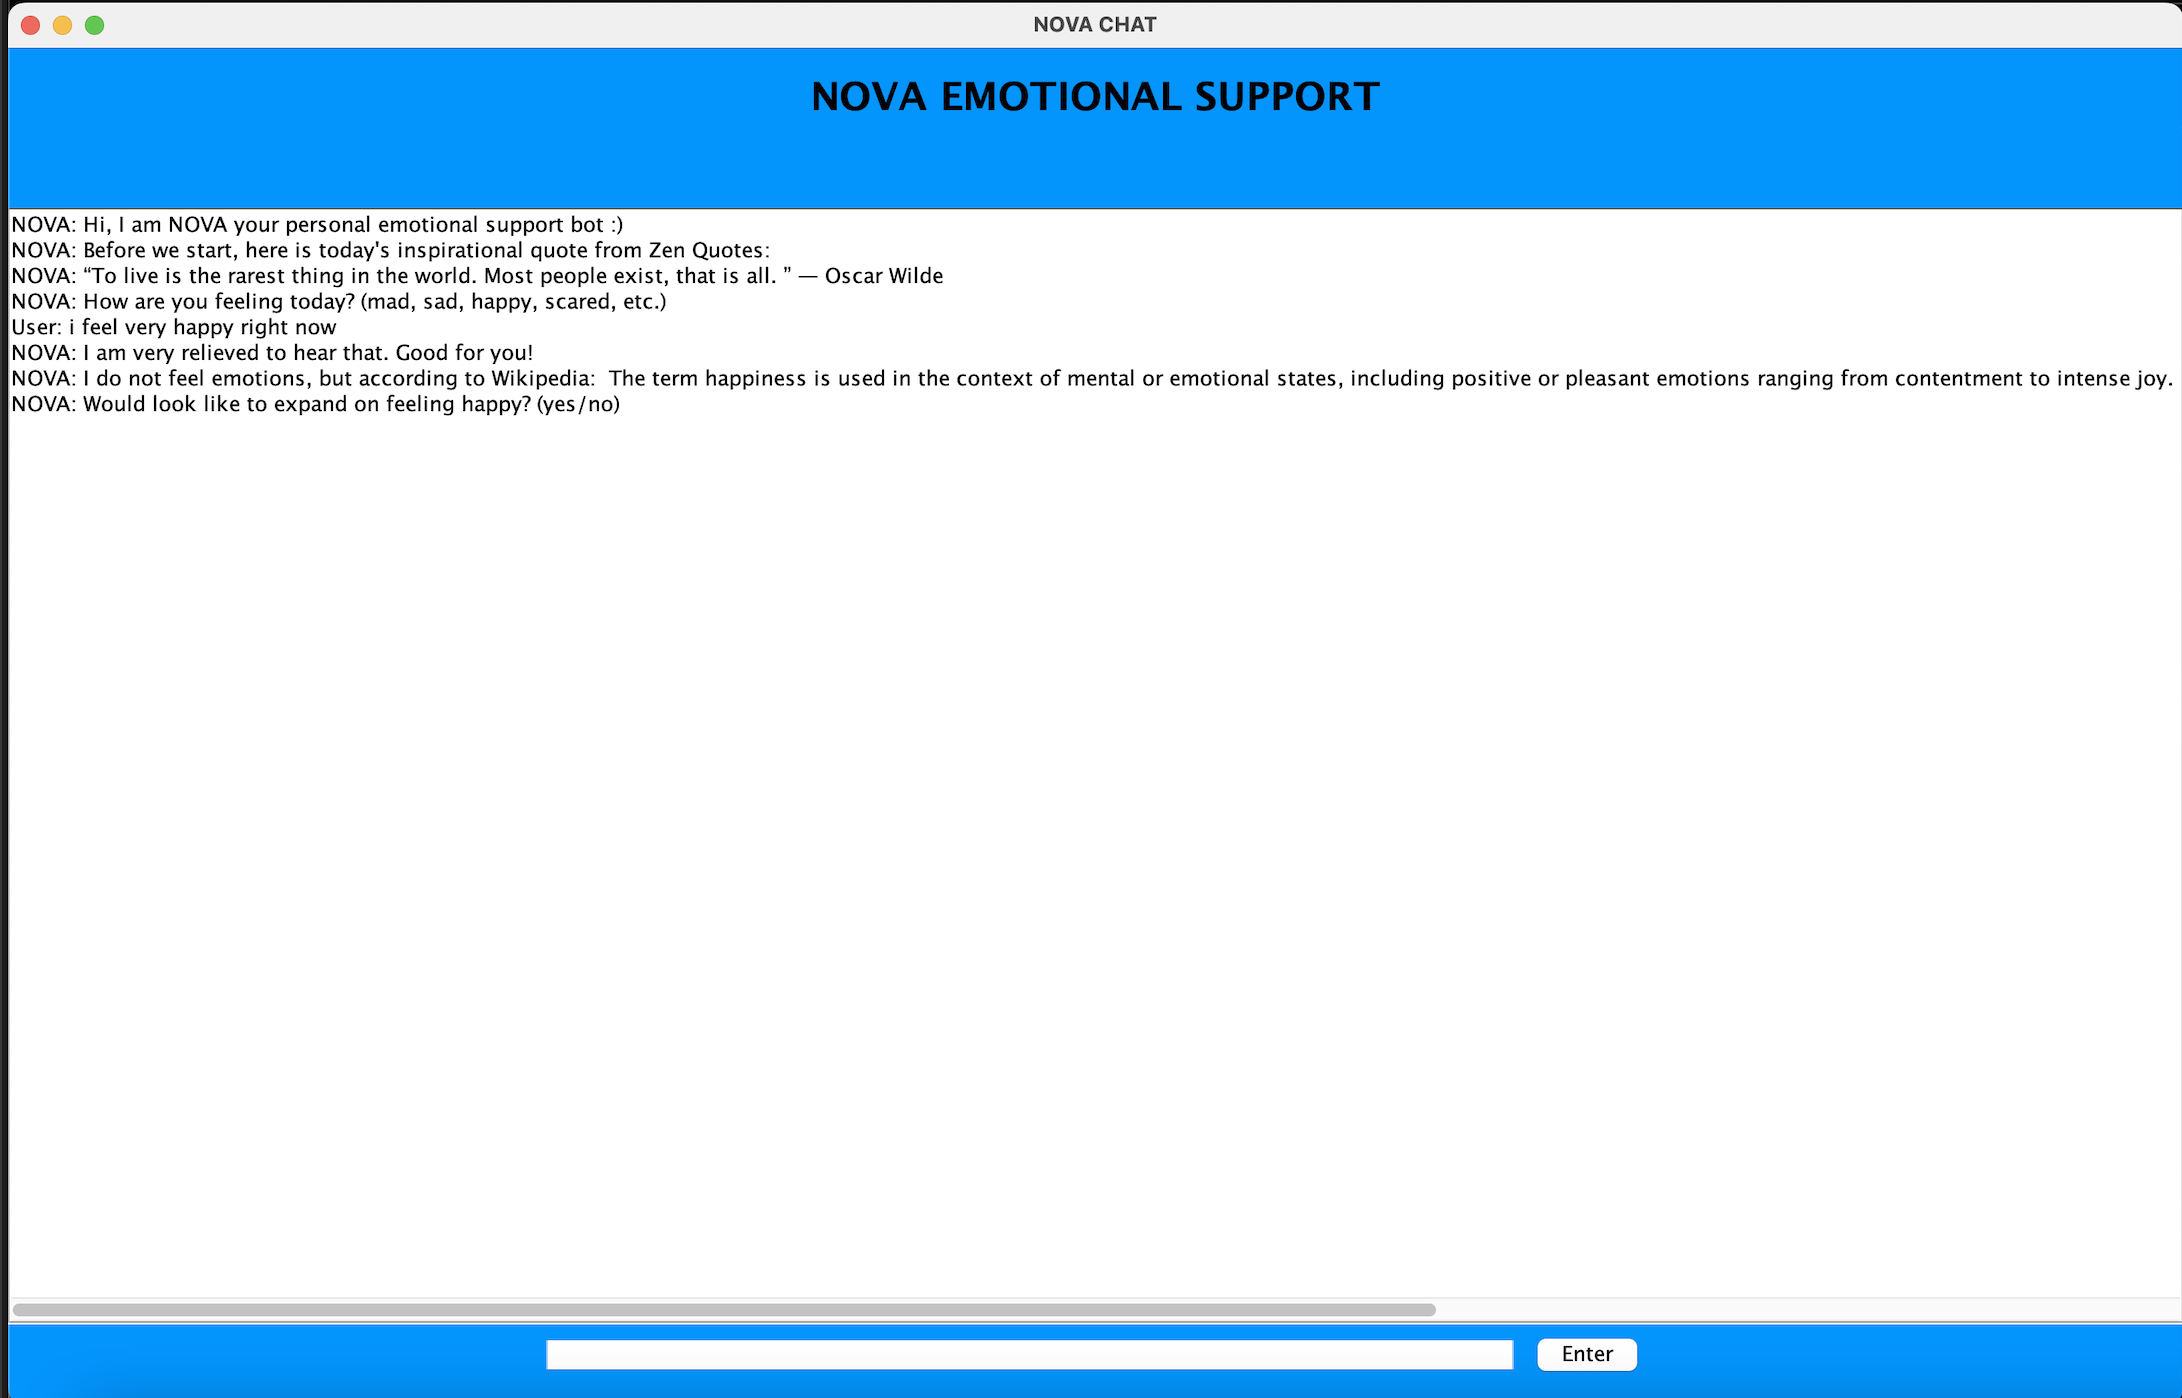 NOVA CHAT
NOVA EMOTIONAL SUPPORT
NOVA: Hi, I am NOVA your personal emotional support bot :)
NOVA: Before we start, here is today's inspirational quote from Zen Quotes:
NOVA: “To live is the rarest thing in the world. Most people exist, that is all. ” — Oscar Wilde
NOVA: How are you feeling today? (mad, sad, happy, scared, etc.)
User: i feel very happy right now
NOVA: I am very relieved to hear that. Good for you!
NOVA: I do not feel emotions, but according to Wikipedia:  The term happiness is used in the context of mental or emotional states, including positive or pleasant emotions ranging from contentment to intense joy.
NOVA: Would look like to expand on feeling happy? (yes/no)
Enter